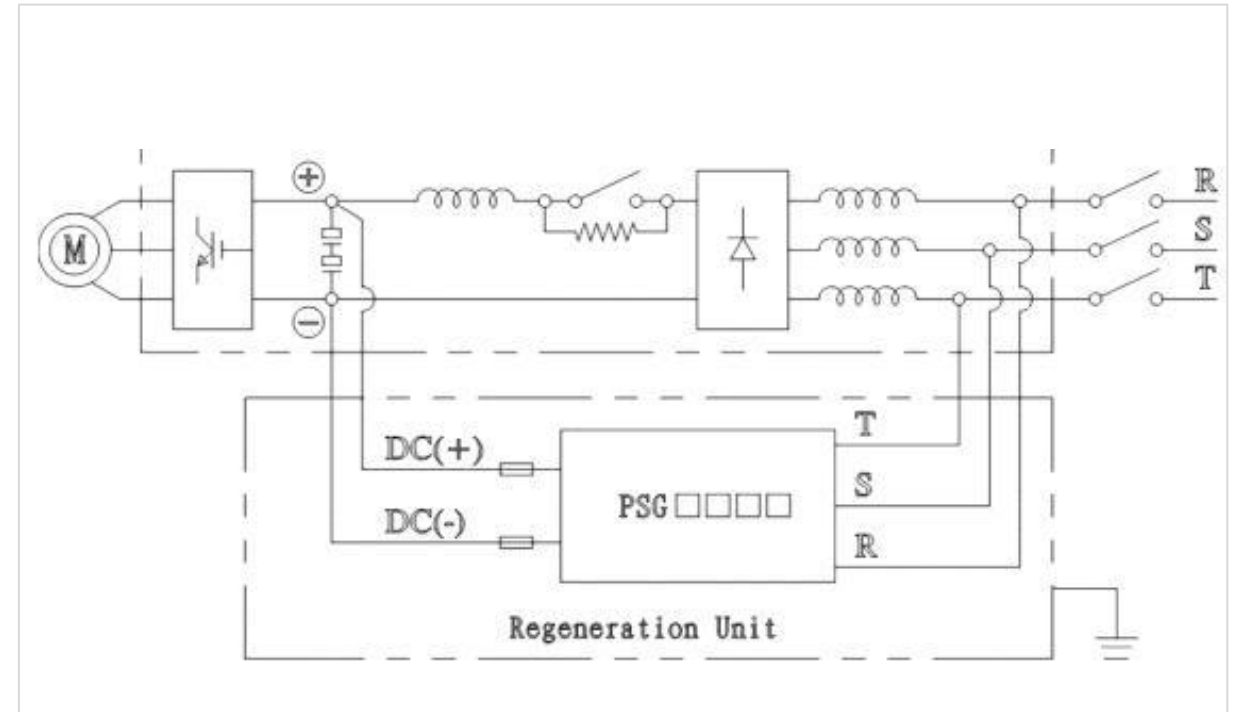 ⊕
R
S
M
T
⊖
T
DC(+)
S
PSG□□□□
DC(-)
R
Regeneration Unit